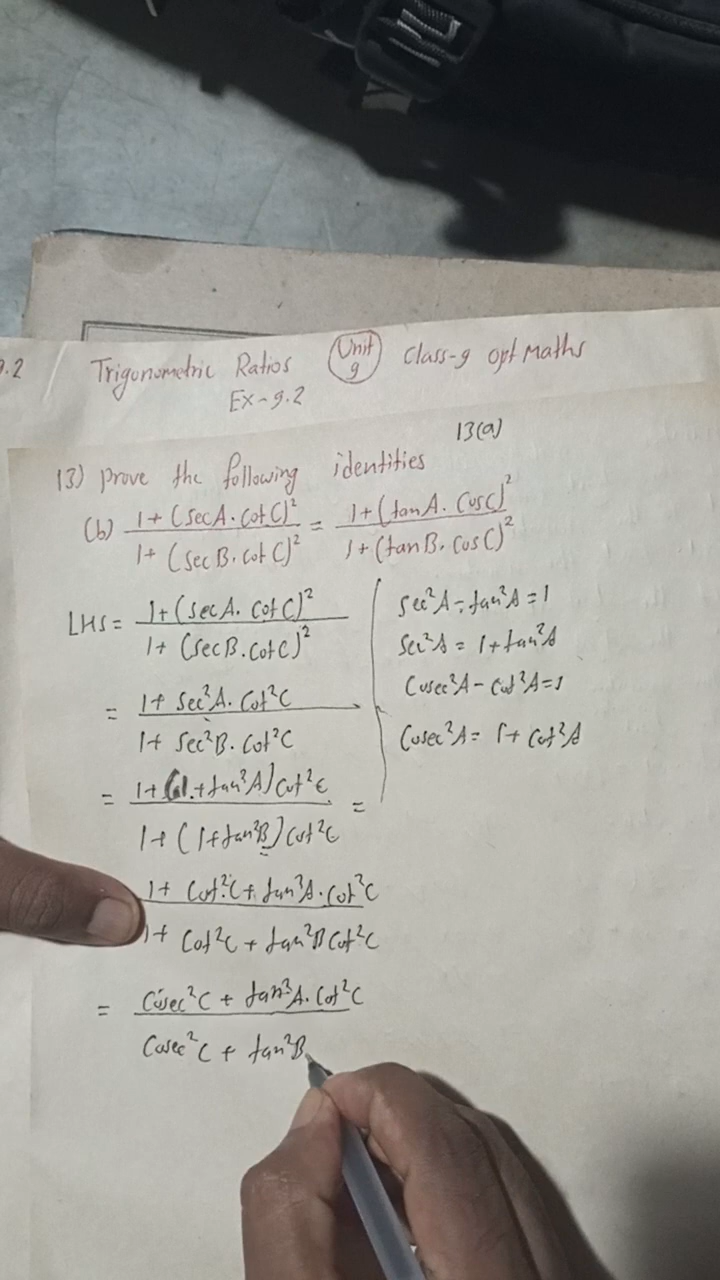 9.2 Trigonometric Ratios Unit 9 Class-9 opt Maths
Ex-9.2
13(a)
13) prove the following identities
(b) 1+(secA.cotC)² / 1+(secB.cotC)² = 1+(tanA.CosC)² / 1+(tanB.cosC)²
LHS = 1+(secA.CotC)² / 1+(secB.CotC)²
= 1+ Sec²A.Cot²C / 1+ Sec²B.Cot²C
= 1+(1+tan²A)Cot²C / 1+(1+tan²B)Cot²C =
1+ Cot²C+tan²A.Cot²C / 1+ Cot²C+tan²BCot²C
= Cosec²C + tan²A.Cot²C / Cosec²C + tan²B
Sec²A-tan²A=1
Sec²A = 1+tan²A
Cosec²A-Cot²A=1
Cosec²A= 1+Cot²A